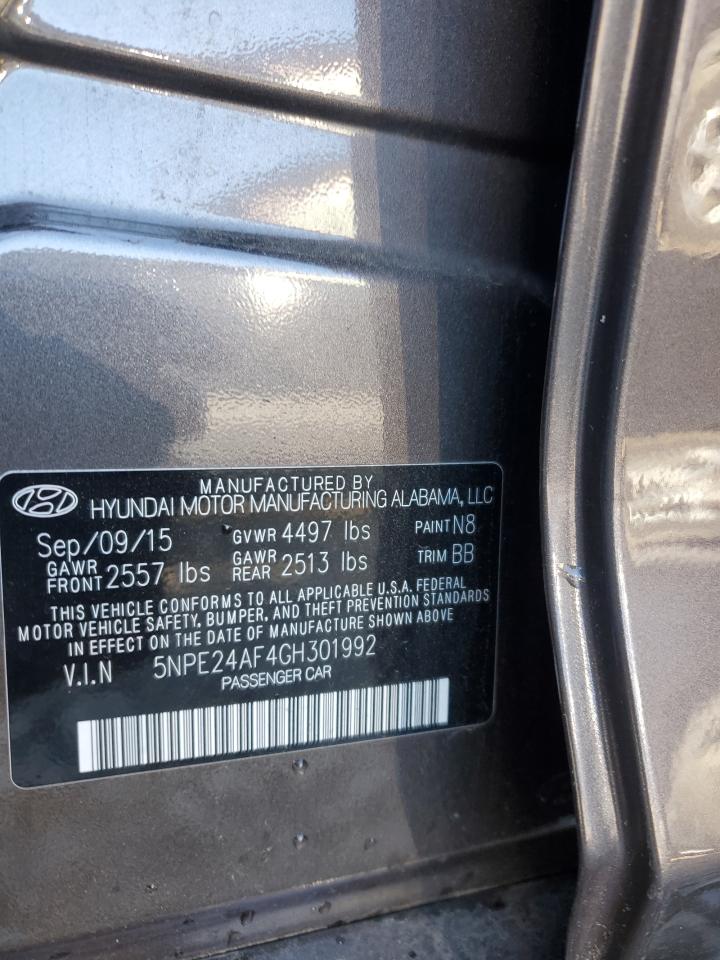 MANUFACTURED BY
HYUNDAI MOTOR MANUFACTURING ALABAMA, LLC
Sep/09/15 GVWR 4497 lbs PAINT N8
GAWR FRONT 2557 lbs GAWR REAR 2513 lbs TRIM BB
THIS VEHICLE CONFORMS TO ALL APPLICABLE U.S.A. FEDERAL
MOTOR VEHICLE SAFETY, BUMPER, AND THEFT PREVENTION STANDARDS
IN EFFECT ON THE DATE OF MANUFACTURE SHOWN ABOVE
V.I.N 5NPE24AF4GH301992
PASSENGER CAR